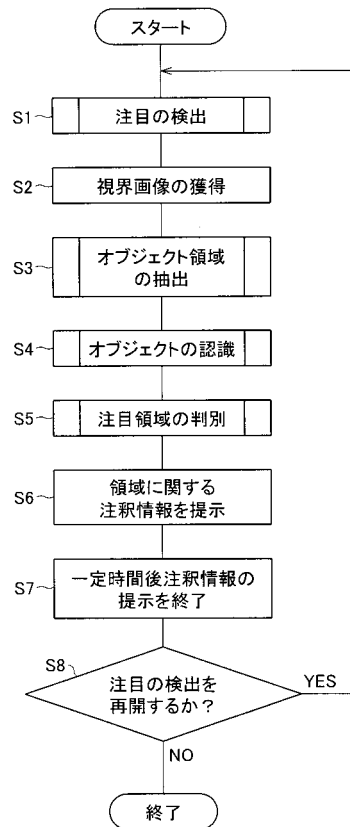 スタート
S1
注目の検出
S2
視界画像の獲得
S3
オブジェクト領域
の抽出
S4
オブジェクトの認識
S5
注目領域の判別
S6
領域に関する
注釈情報を提示
S7
一定時間後注釈情報の
提示を終了
S8
注目の検出を
再開するか?
YES
NO
終了